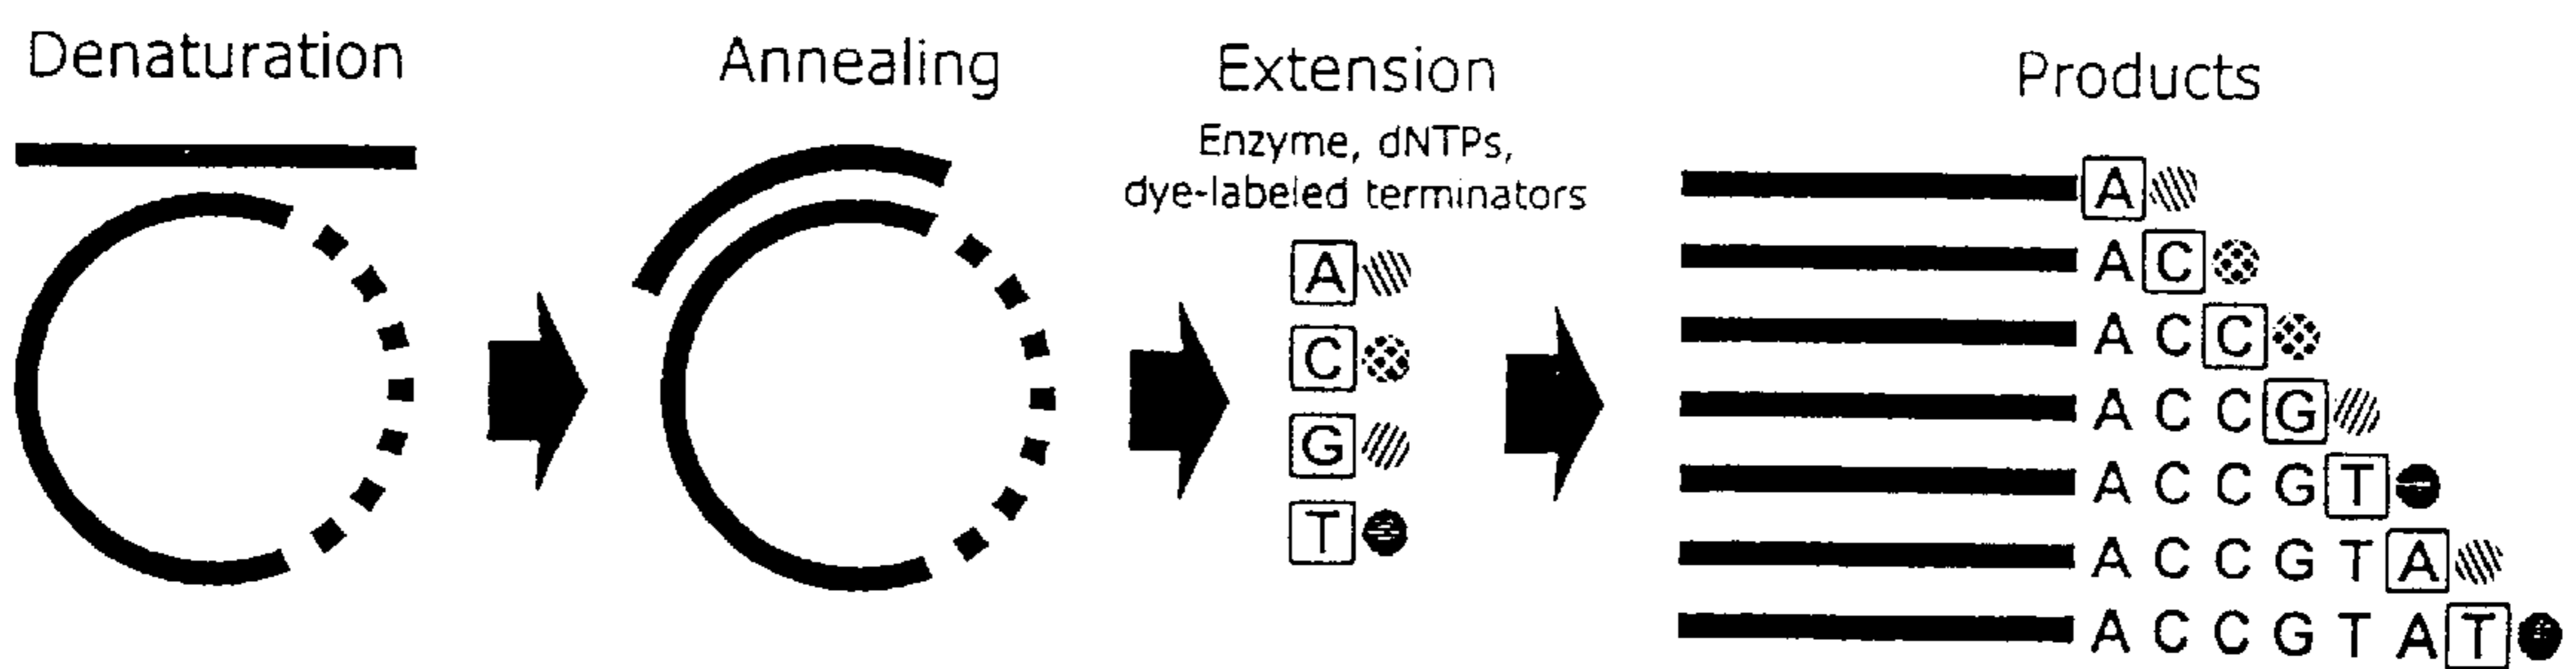 Denaturation
Annealing
Extension
Enzyme, dNTPs,
dye-labeled terminators
A
C
G
T
Products
A
A C
A C C
A C C G
A C C G T
A C C G T A
A C C G T A T